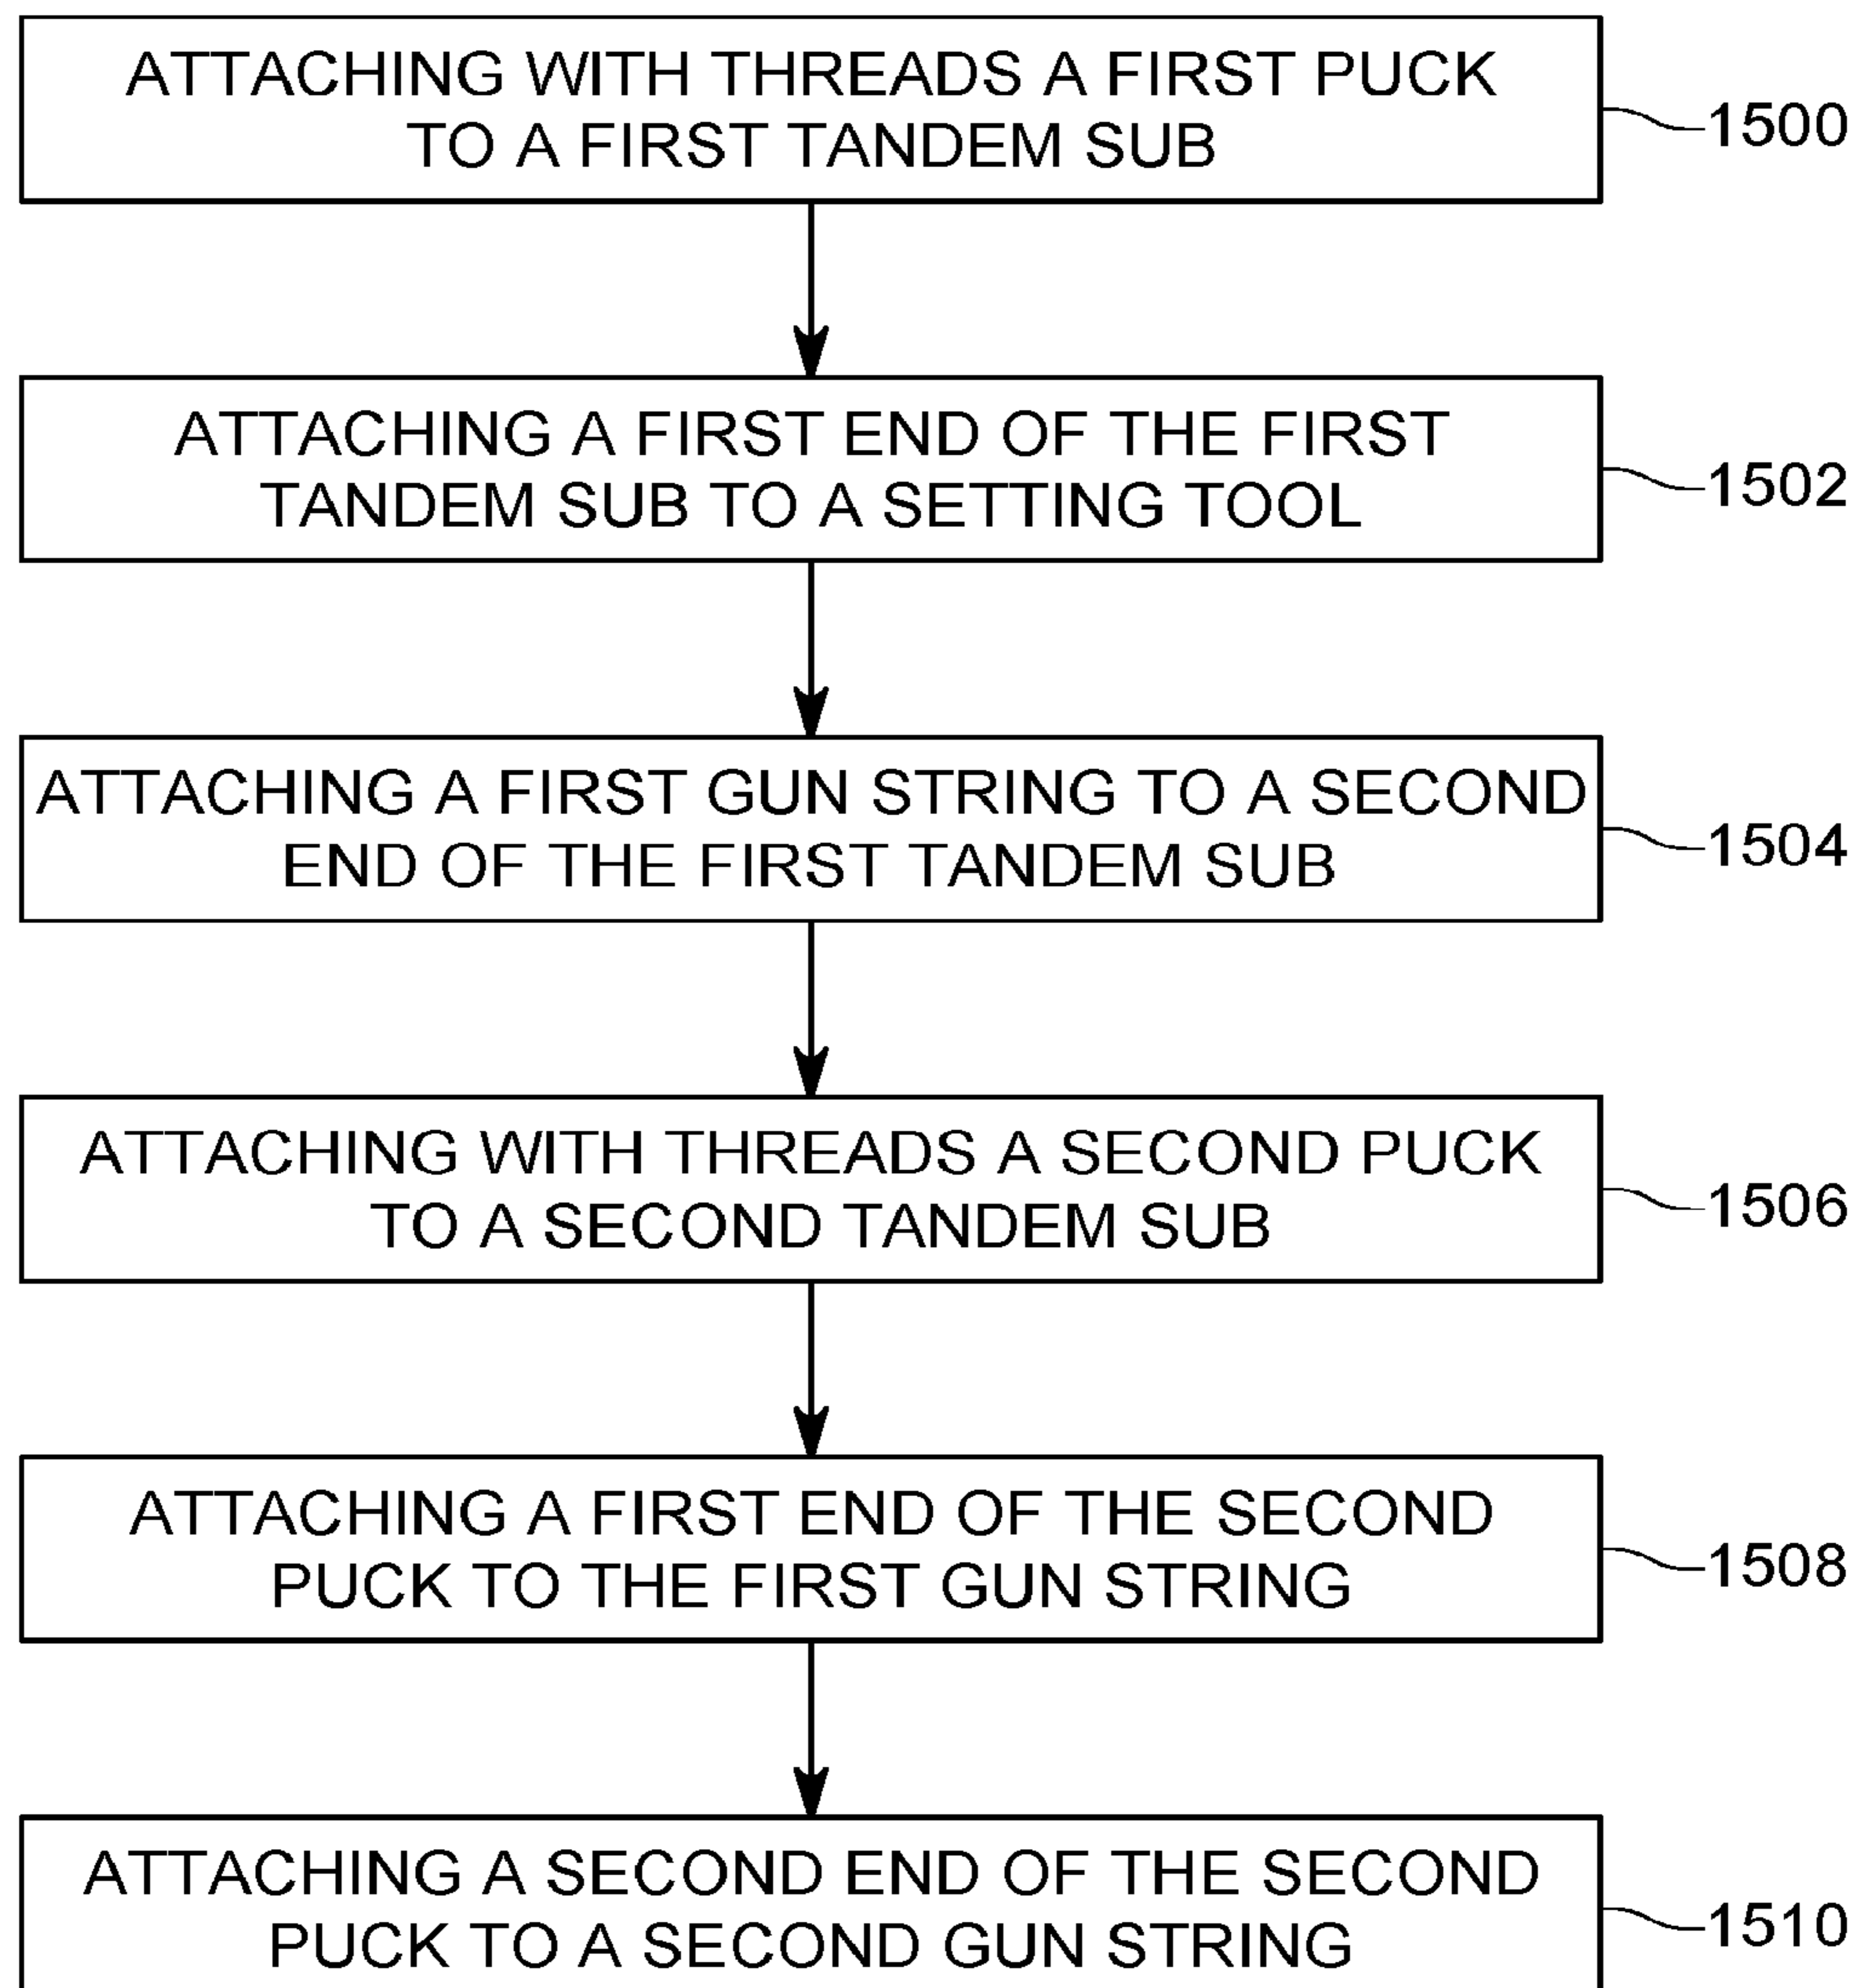 ATTACHING WITH THREADS A FIRST PUCK
TO A FIRST TANDEM SUB
1500
ATTACHING A FIRST END OF THE FIRST
TANDEM SUB TO A SETTING TOOL
1502
ATTACHING A FIRST GUN STRING TO A SECOND
END OF THE FIRST TANDEM SUB
1504
ATTACHING WITH THREADS A SECOND PUCK
TO A SECOND TANDEM SUB
1506
ATTACHING A FIRST END OF THE SECOND
PUCK TO THE FIRST GUN STRING
1508
ATTACHING A SECOND END OF THE SECOND
PUCK TO A SECOND GUN STRING
1510